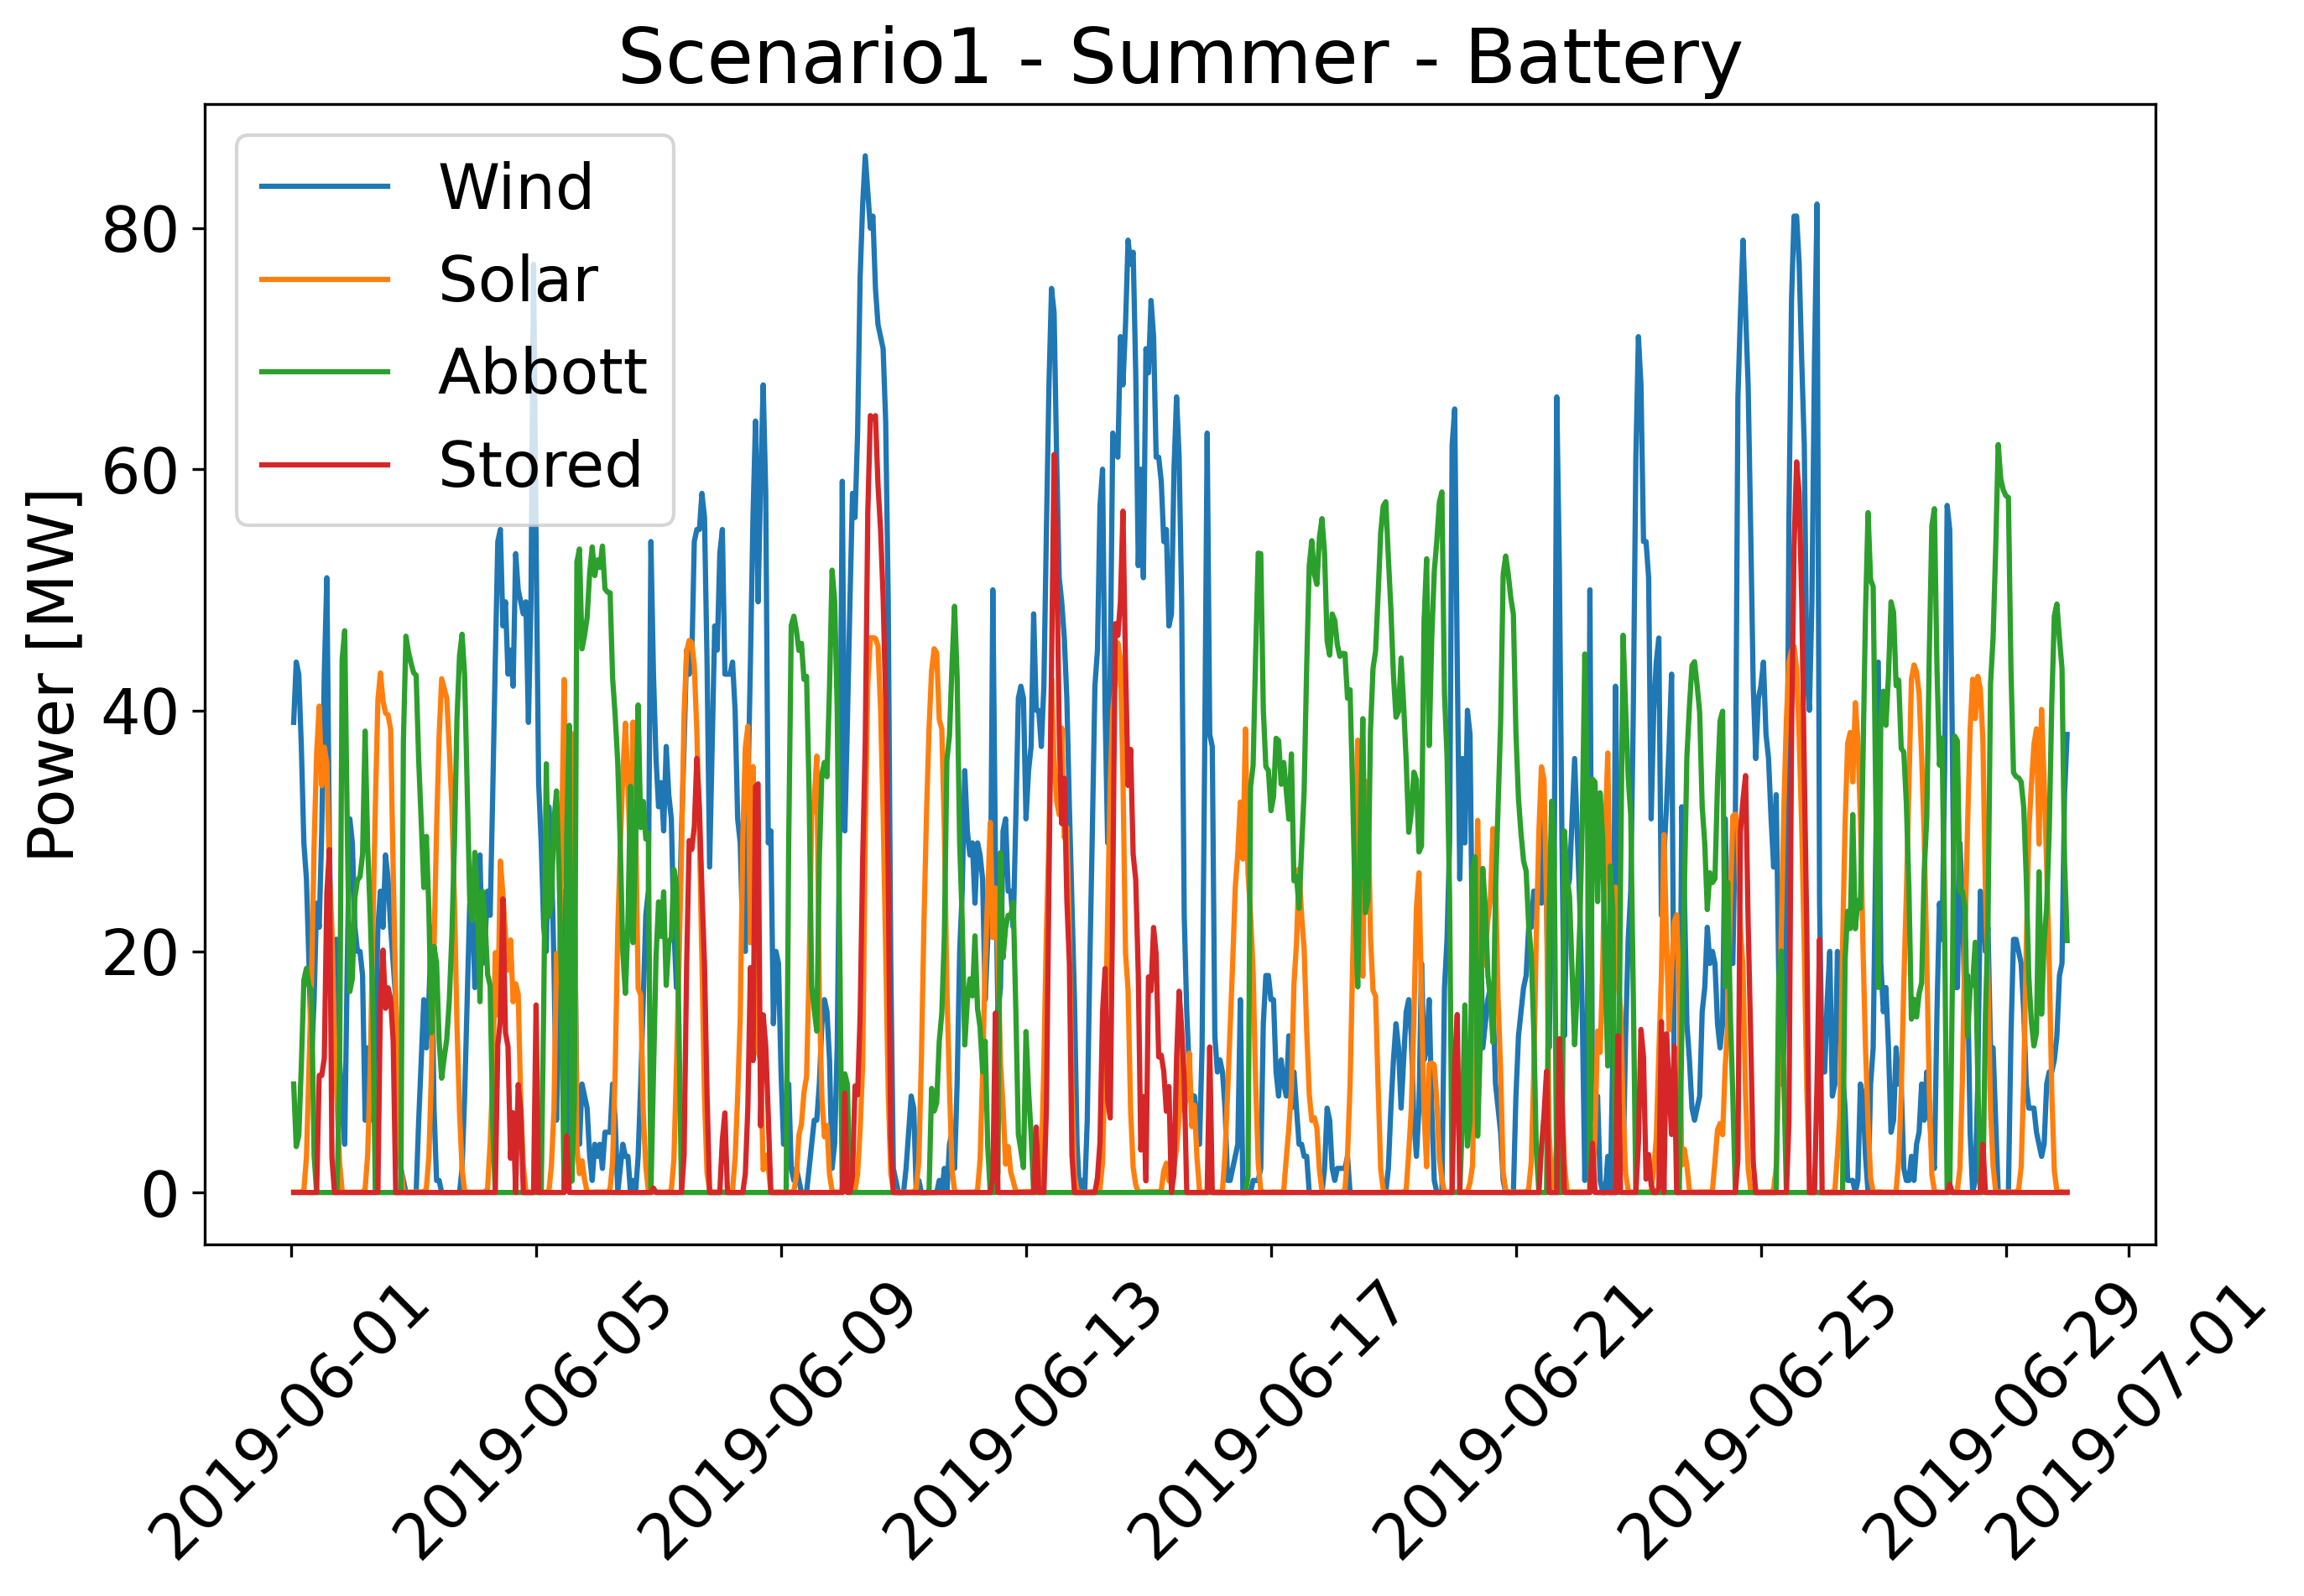 Scenario1 - Summer - Battery
Wind
Solar
Abbott
Stored
Power [MW]
80
60
40
20
0
2019-06-01
2019-06-05
2019-06-09
2019-06-13
2019-06-17
2019-06-21
2019-06-25
2019-06-29
2019-07-01